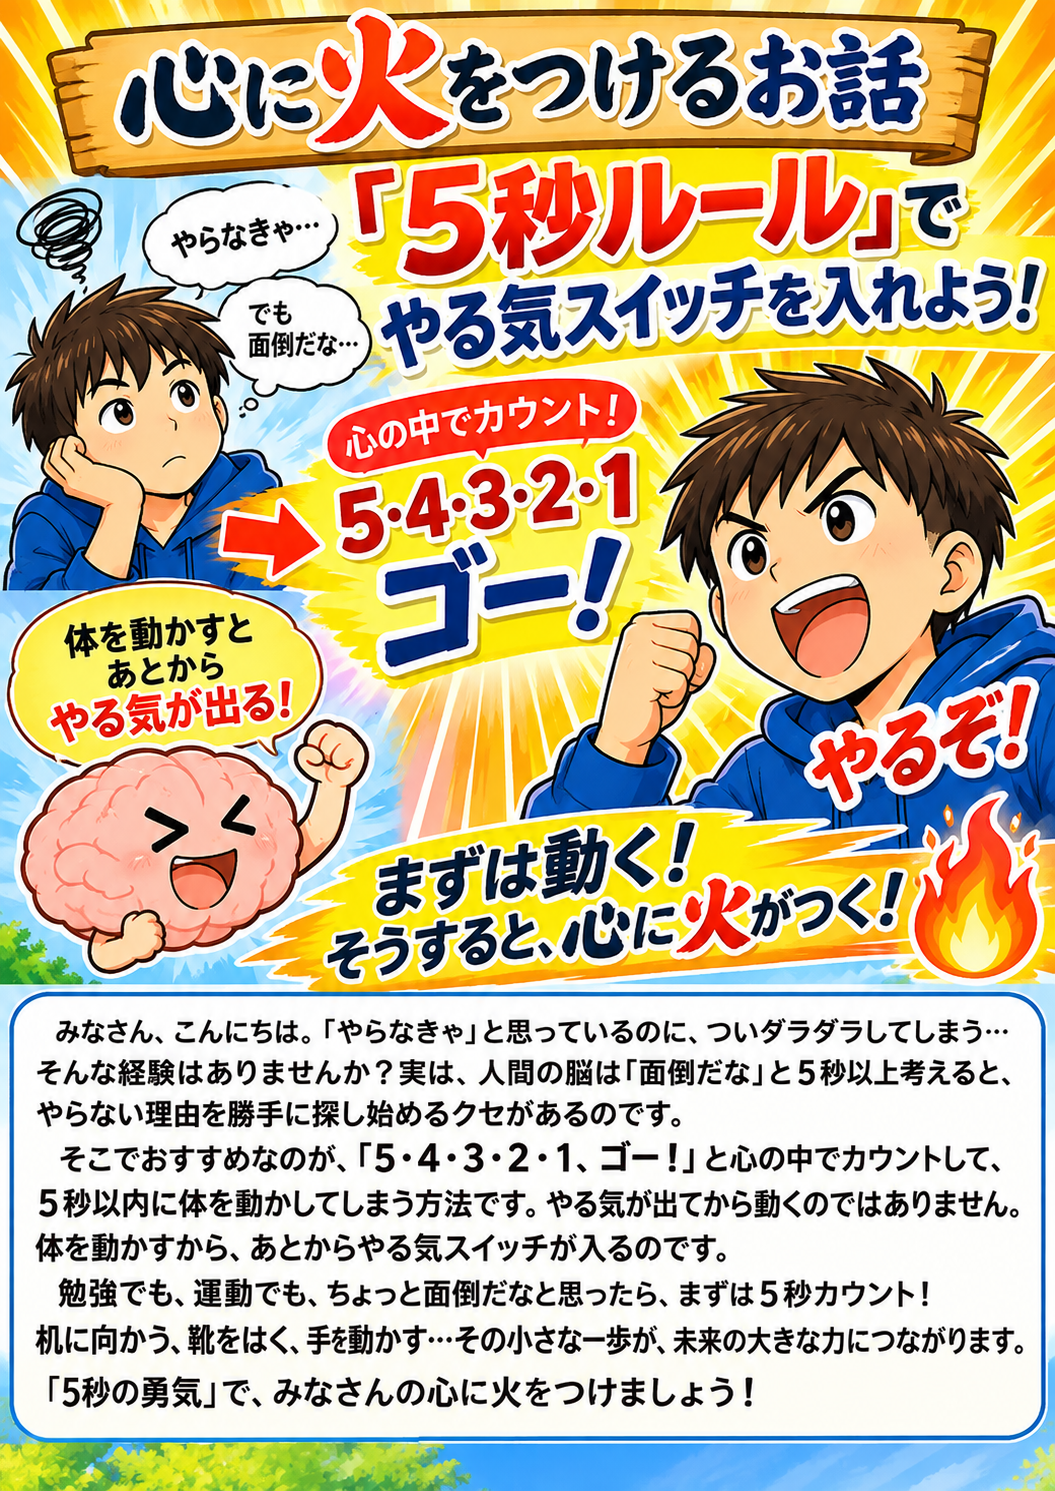 心に火をつけるお話
「5秒ルール」で
やる気スイッチを入れよう!
やらなきゃ…
でも
面倒だな…
心の中でカウント!
5・4・3・2・1
ゴー!
体を動かすと
あとから
やる気が出る!
やるぞ!
まずは動く!
そうすると、心に火がつく!
みなさん、こんにちは。「やらなきゃ」と思っているのに、ついダラダラしてしまう…
そんな経験はありませんか?実は、人間の脳は「面倒だな」と5秒以上考えると、
やらない理由を勝手に探し始めるクセがあるのです。
そこでおすすめなのが、「5・4・3・2・1、ゴー!」と心の中でカウントして、
5秒以内に体を動かしてしまう方法です。やる気が出てから動くのではありません。
体を動かすから、あとからやる気スイッチが入るのです。
勉強でも、運動でも、ちょっと面倒だなと思ったら、まずは5秒カウント!
机に向かう、靴をはく、手を動かす…その小さな一歩が、未来の大きな力につながります。
「5秒の勇気」で、みなさんの心に火をつけましょう!